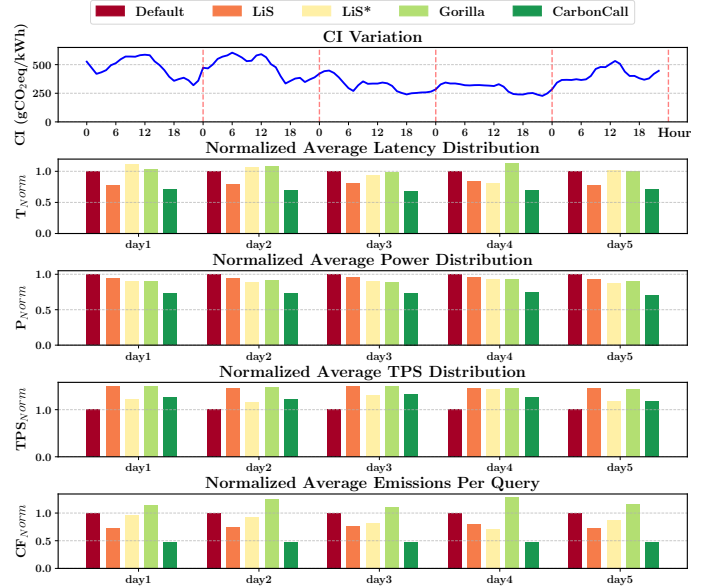 Default LiS LiS* Gorilla CarbonCall
CI Variation
CI (gCO2eq/kWh)
500
250
0 6 12 18 0 6 12 18 0 6 12 18 0 6 12 18 0 6 12 18 Hour
Normalized Average Latency Distribution
TNorm
1.0
0.5
0.0
day1 day2 day3 day4 day5
Normalized Average Power Distribution
PNorm
1.0
0.5
0.0
day1 day2 day3 day4 day5
Normalized Average TPS Distribution
TPSNorm
1.0
0.0
day1 day2 day3 day4 day5
Normalized Average Emissions Per Query
CFNorm
1.0
0.5
0.0
day1 day2 day3 day4 day5